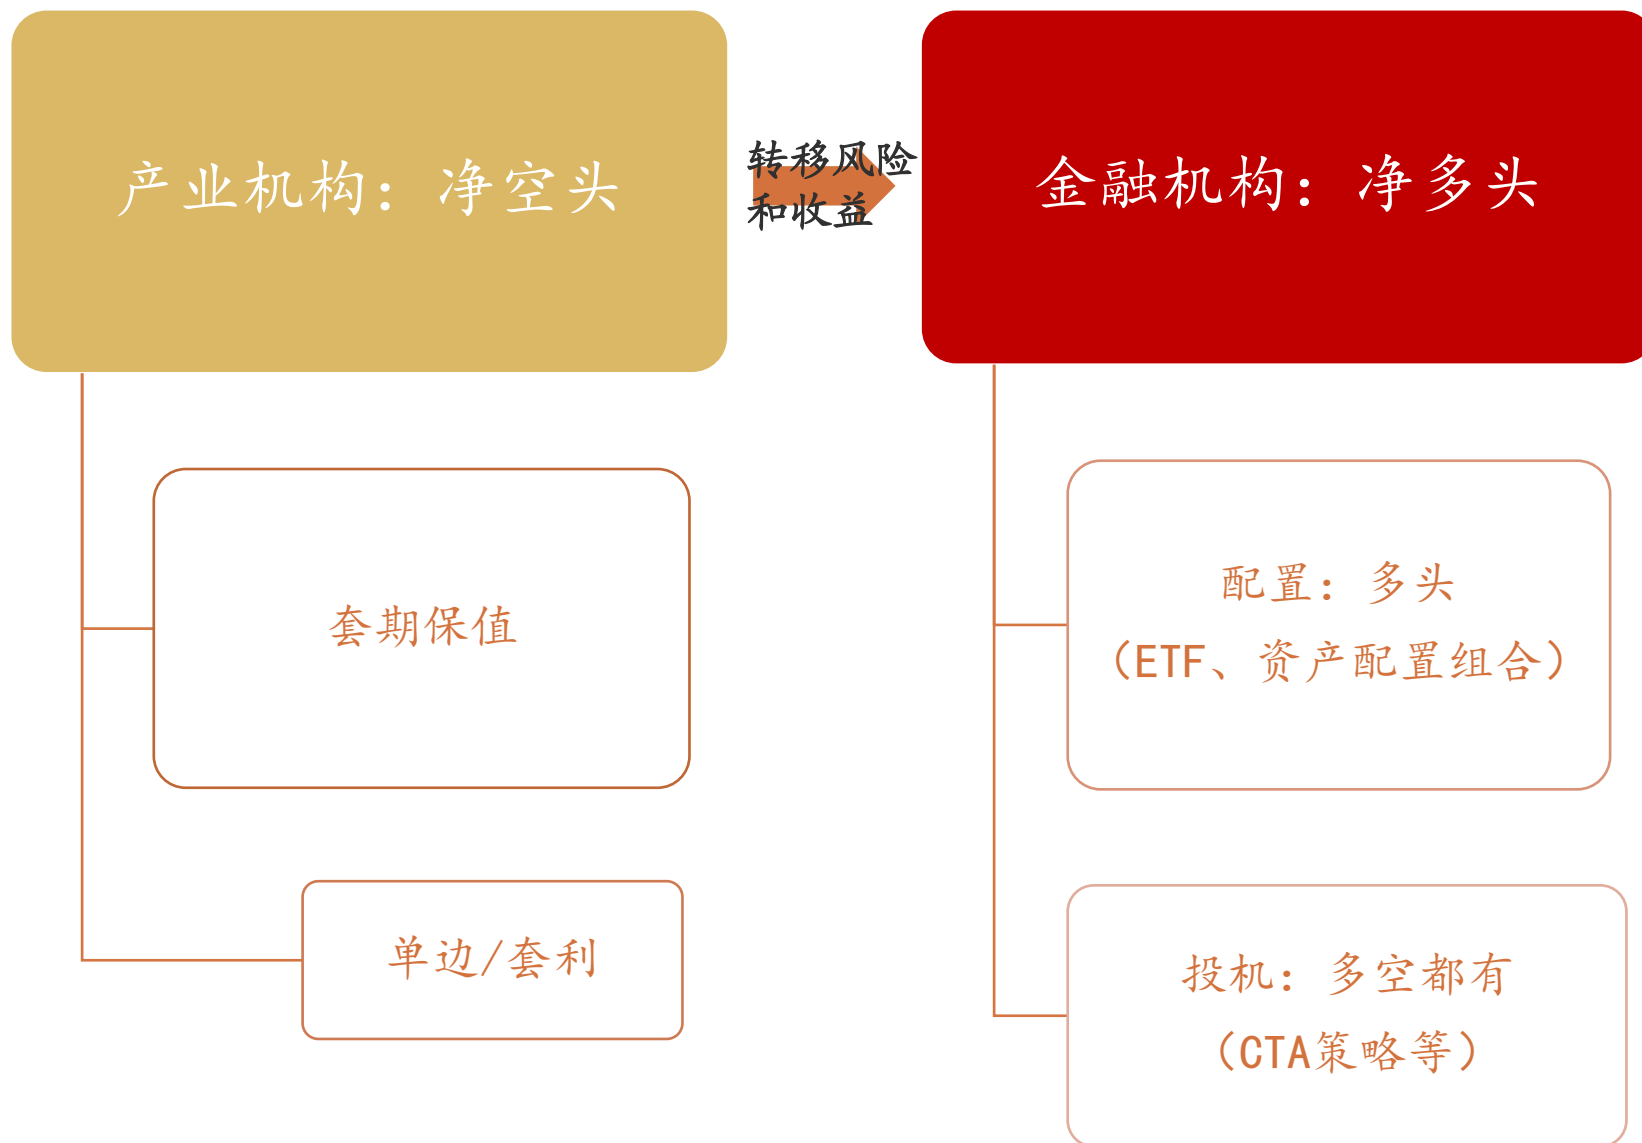 产业机构：净空头
转移风险
和收益
金融机构：净多头
套期保值
单边/套利
配置：多头
（ETF、资产配置组合）
投机：多空都有
（CTA策略等）